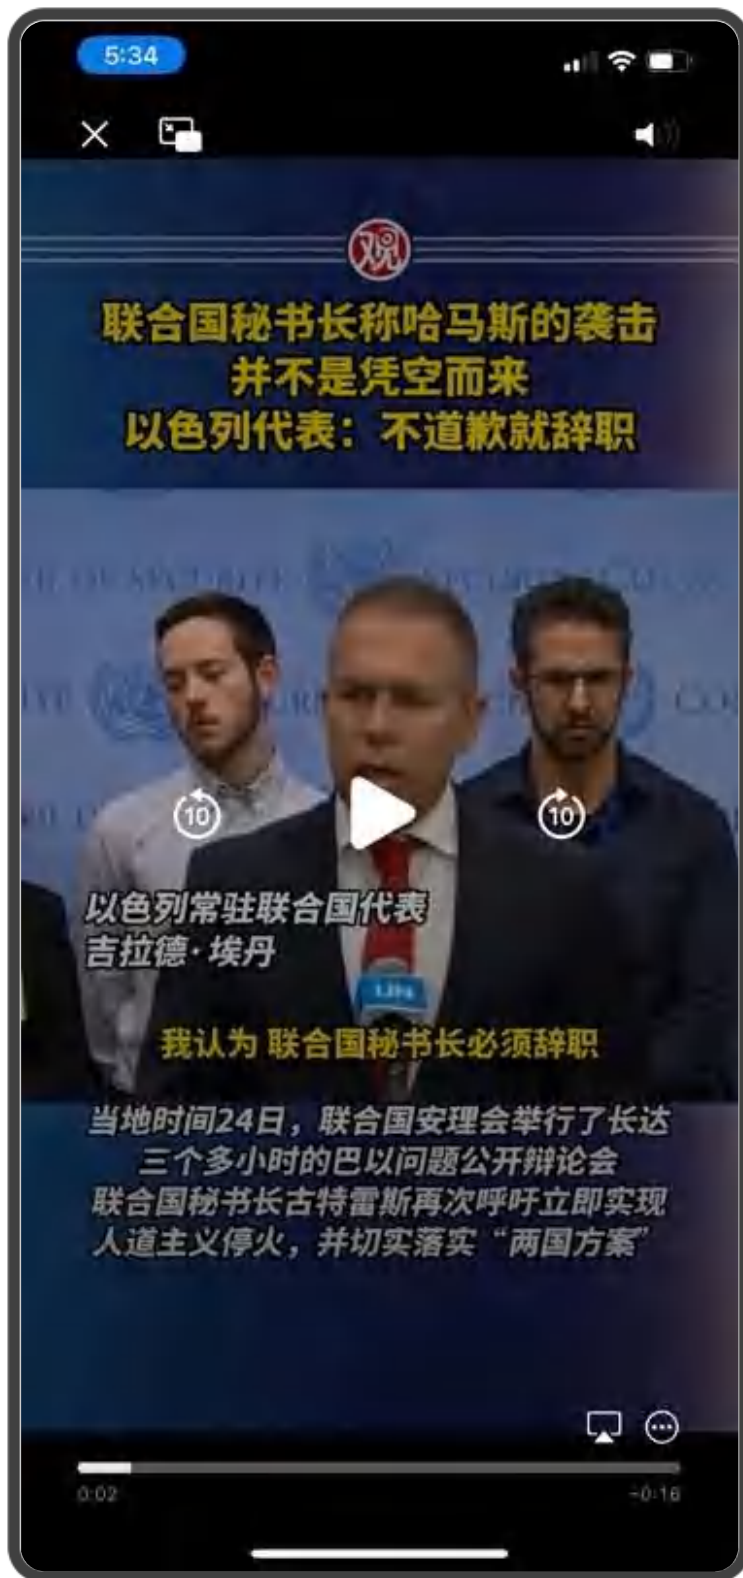 5:34
观
联合国秘书长称哈马斯的袭击
并不是凭空而来
以色列代表：不道歉就辞职
10
10
以色列常驻联合国代表
吉拉德·埃丹
我认为 联合国秘书长必须辞职
当地时间24日，联合国安理会举行了长达
三个多小时的巴以问题公开辩论会
联合国秘书长古特雷斯再次呼吁立即实现
人道主义停火，并切实落实“两国方案”
0:02
-0:16